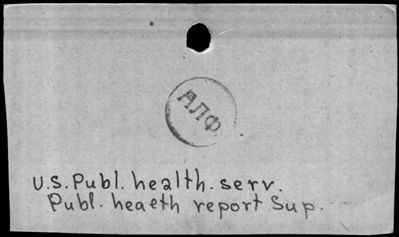 АЛФ
U.S. Publ. health. serv.
Publ. heaeth report Sup.